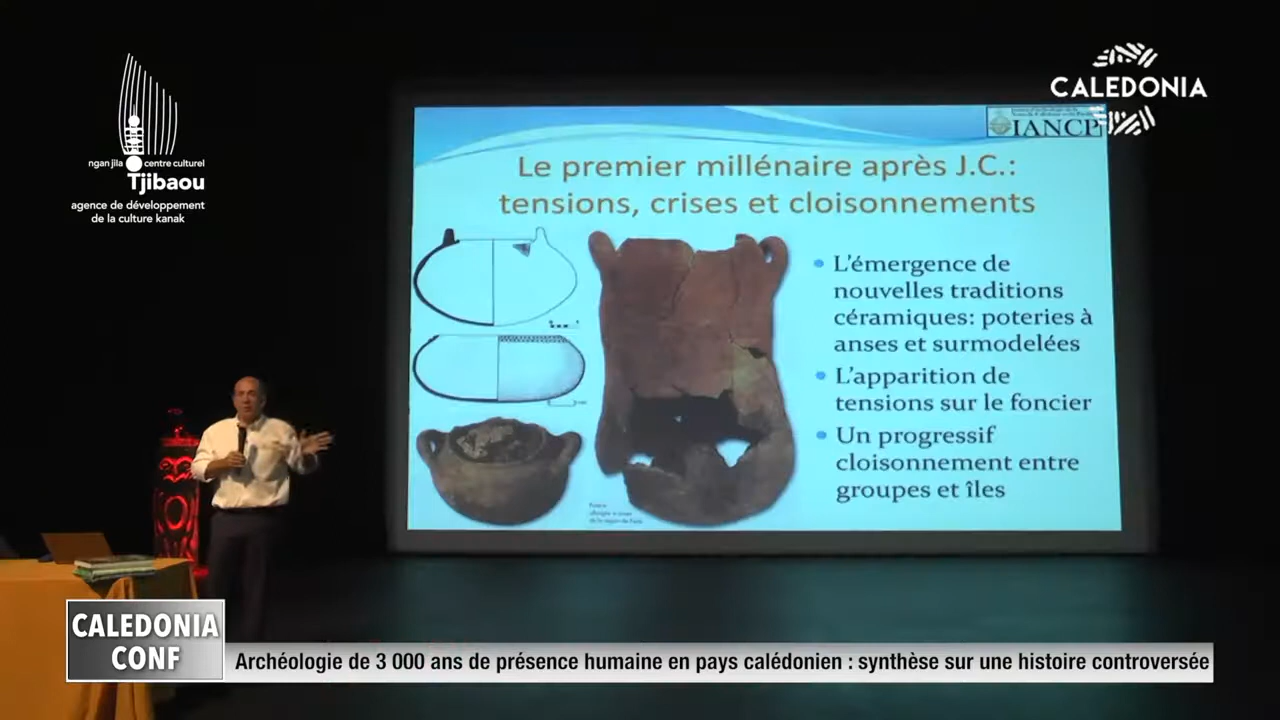 ngan jila centre culturel
Tjibaou
agence de développement
de la culture kanak
CALEDONIA
IANCP
Le premier millénaire après J.C.:
tensions, crises et cloisonnements
L'émergence de
nouvelles traditions
céramiques: poteries à
anses et surmodelées
L'apparition de
tensions sur le foncier
Un progressif
cloisonnement entre
groupes et îles
CALEDONIA
CONF
Archéologie de 3 000 ans de présence humaine en pays calédonien : synthèse sur une histoire controversée